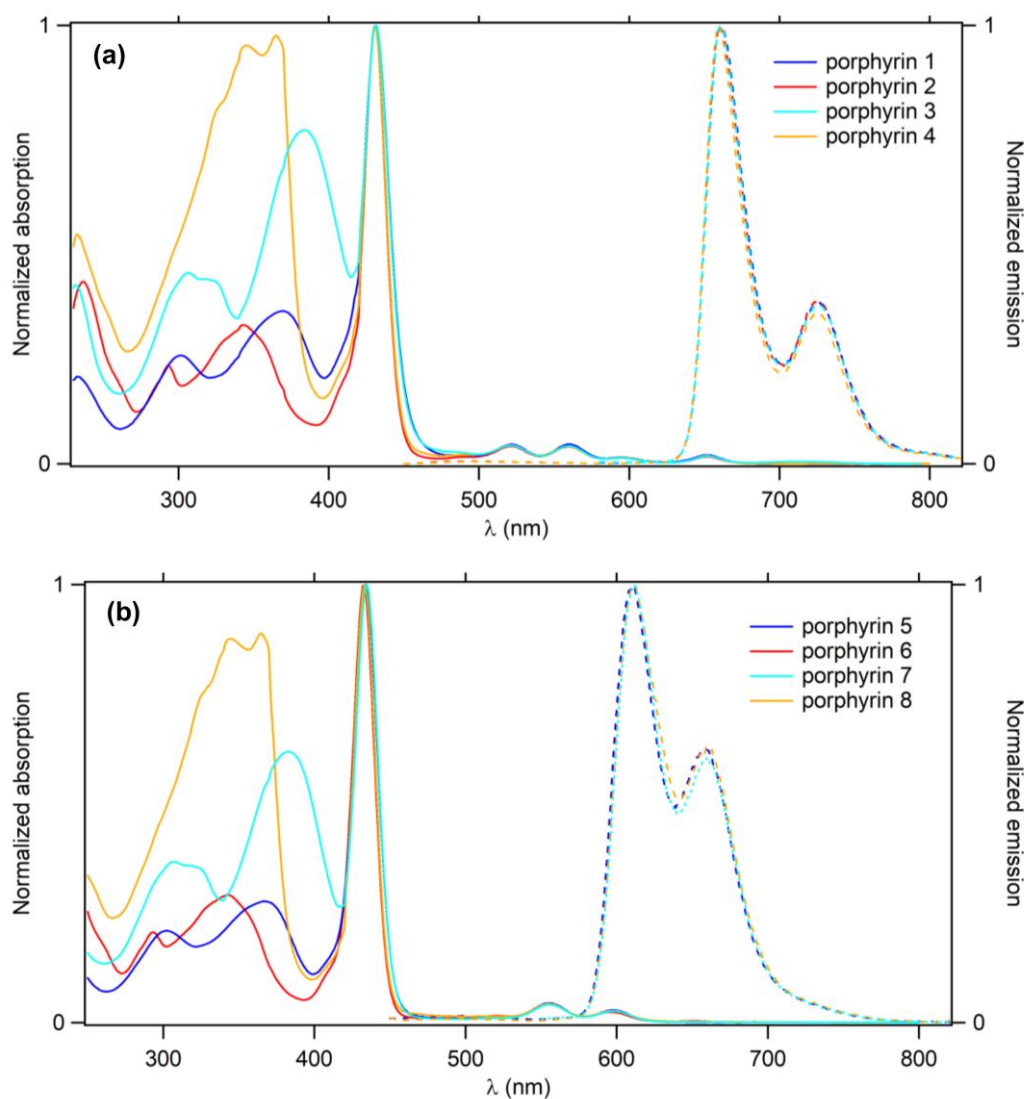 (a)
1
1
porphyrin 1
porphyrin 2
porphyrin 3
porphyrin 4
Normalized absorption
Normalized emission
0
0
300 400 500 600 700 800
λ (nm)
(b)
1
1
porphyrin 5
porphyrin 6
porphyrin 7
porphyrin 8
Normalized absorption
Normalized emission
0
0
300 400 500 600 700 800
λ (nm)